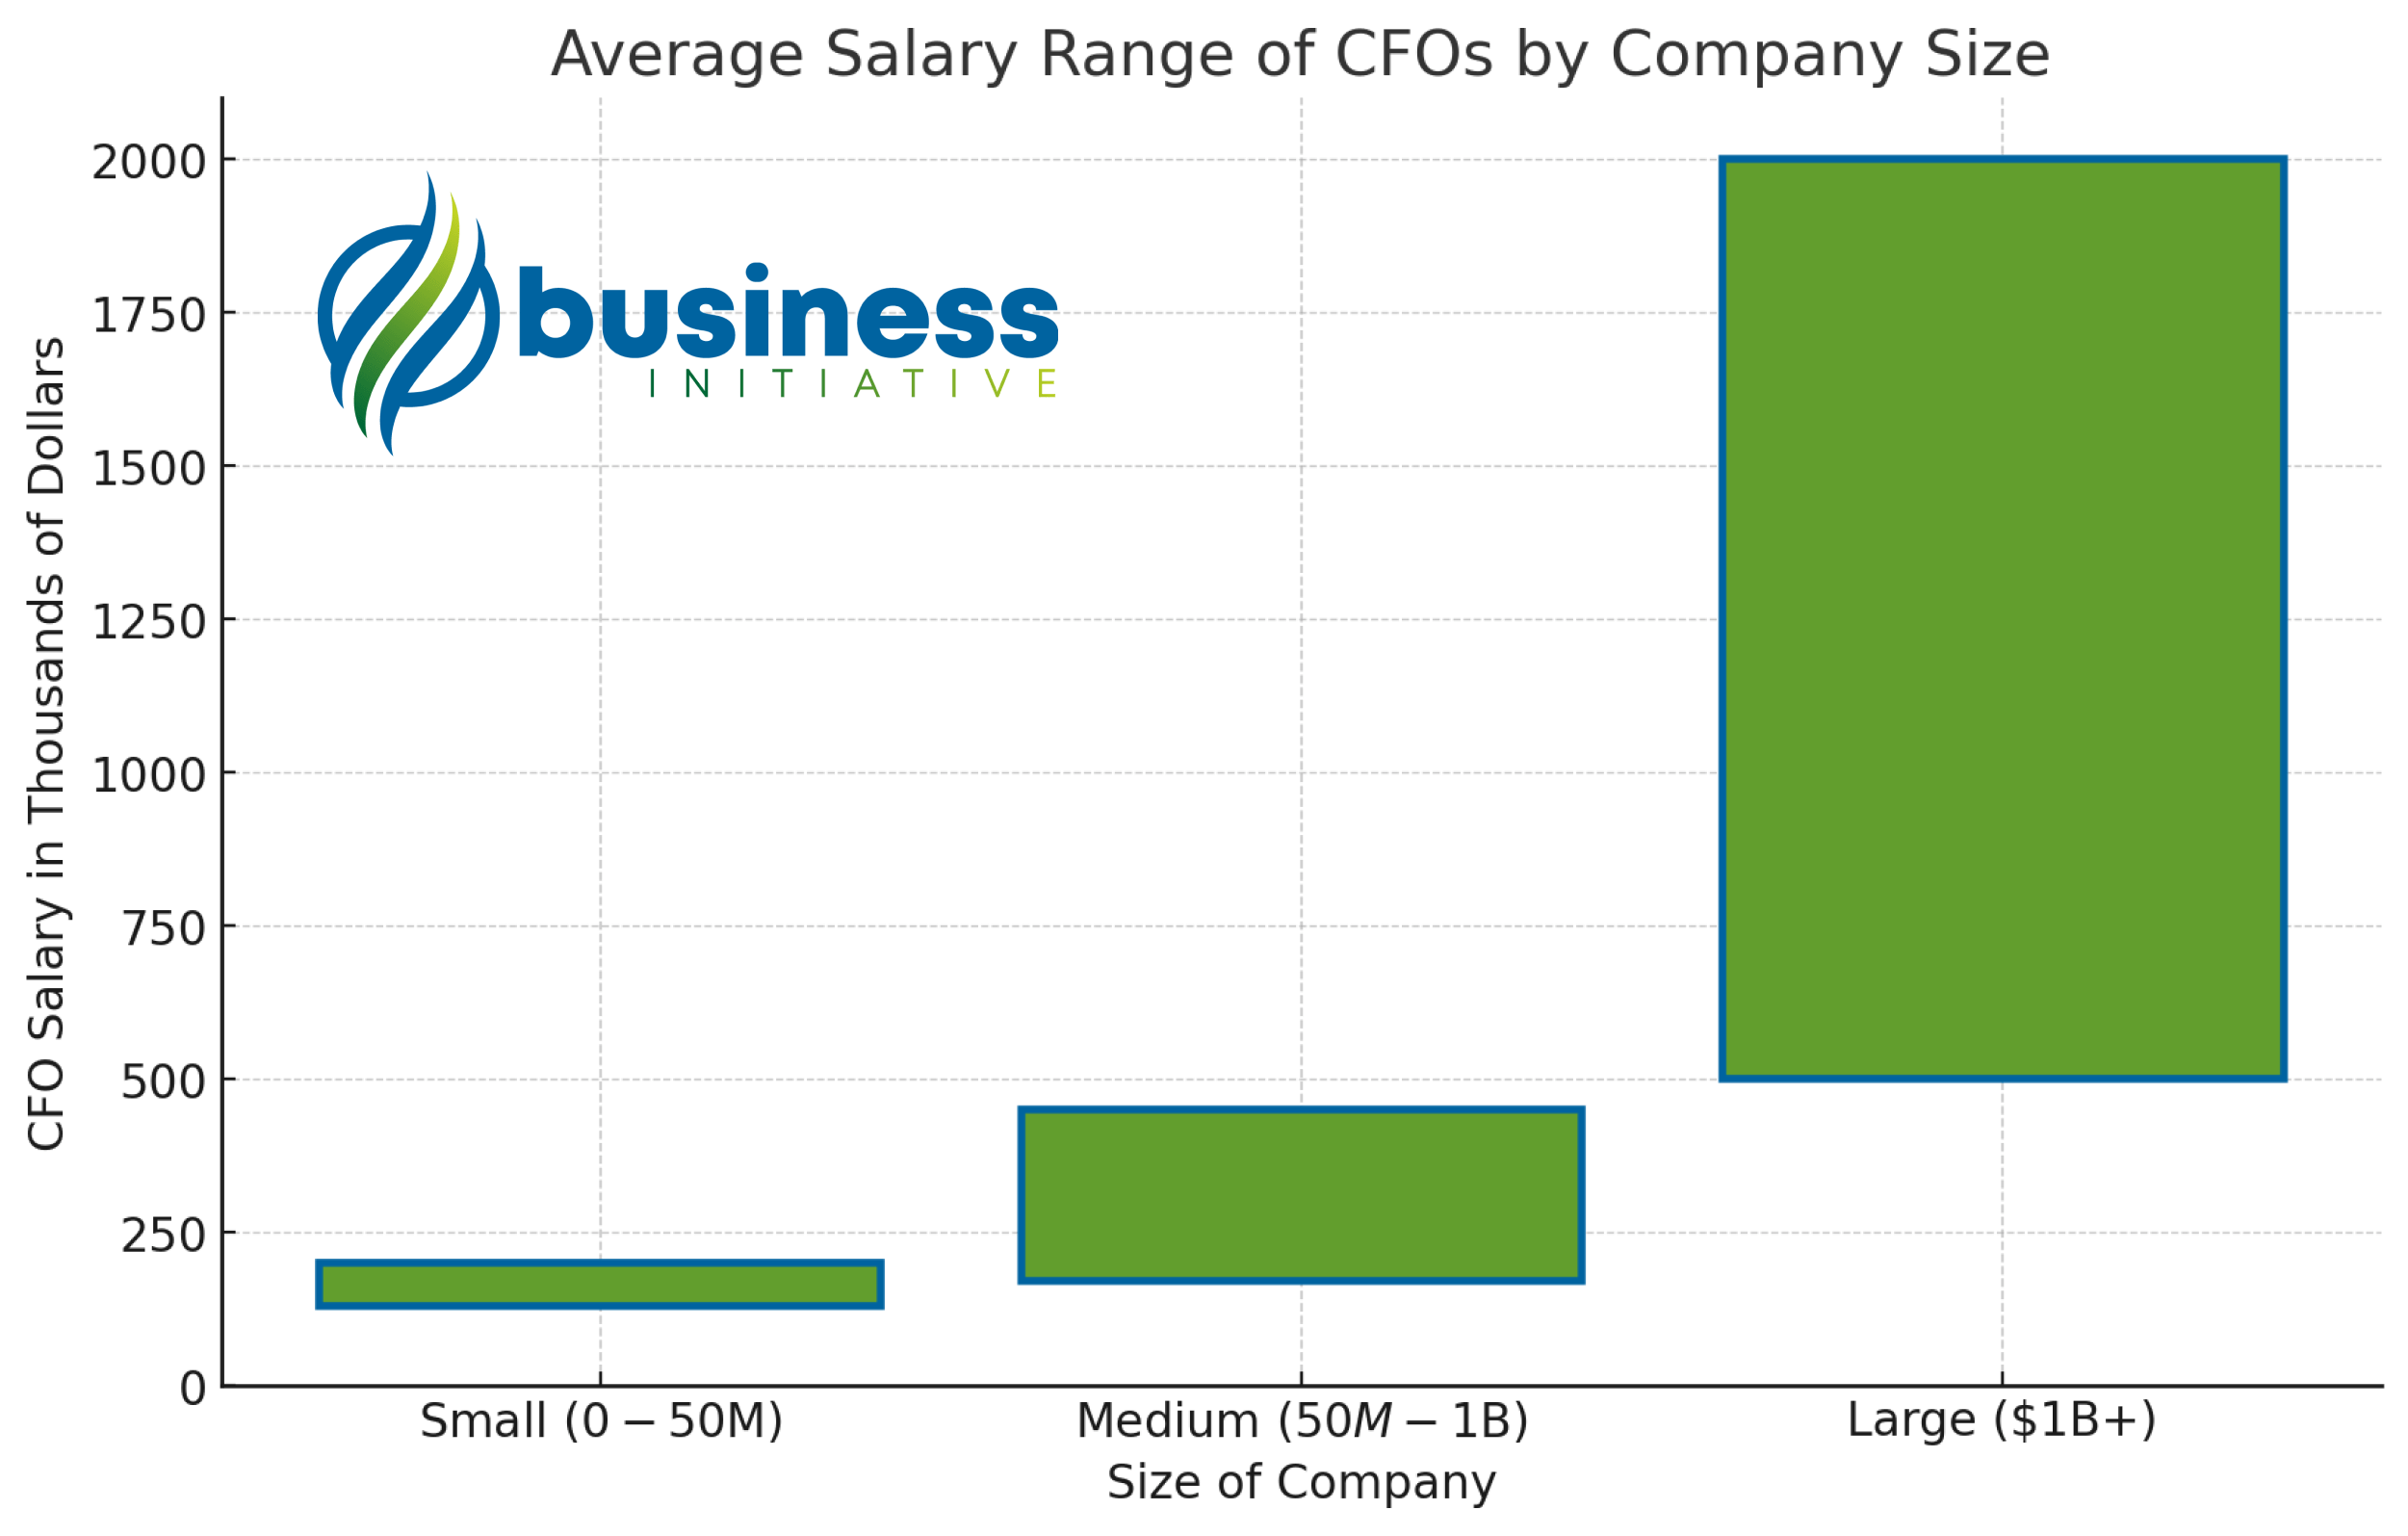 Average Salary Range of CFOs by Company Size
CFO Salary in Thousands of Dollars
2000
1750
1500
1250
1000
750
500
250
0
business
INITIATIVE
Small (0 − 50M)
Medium (50M − 1B)
Large ($1B+)
Size of Company